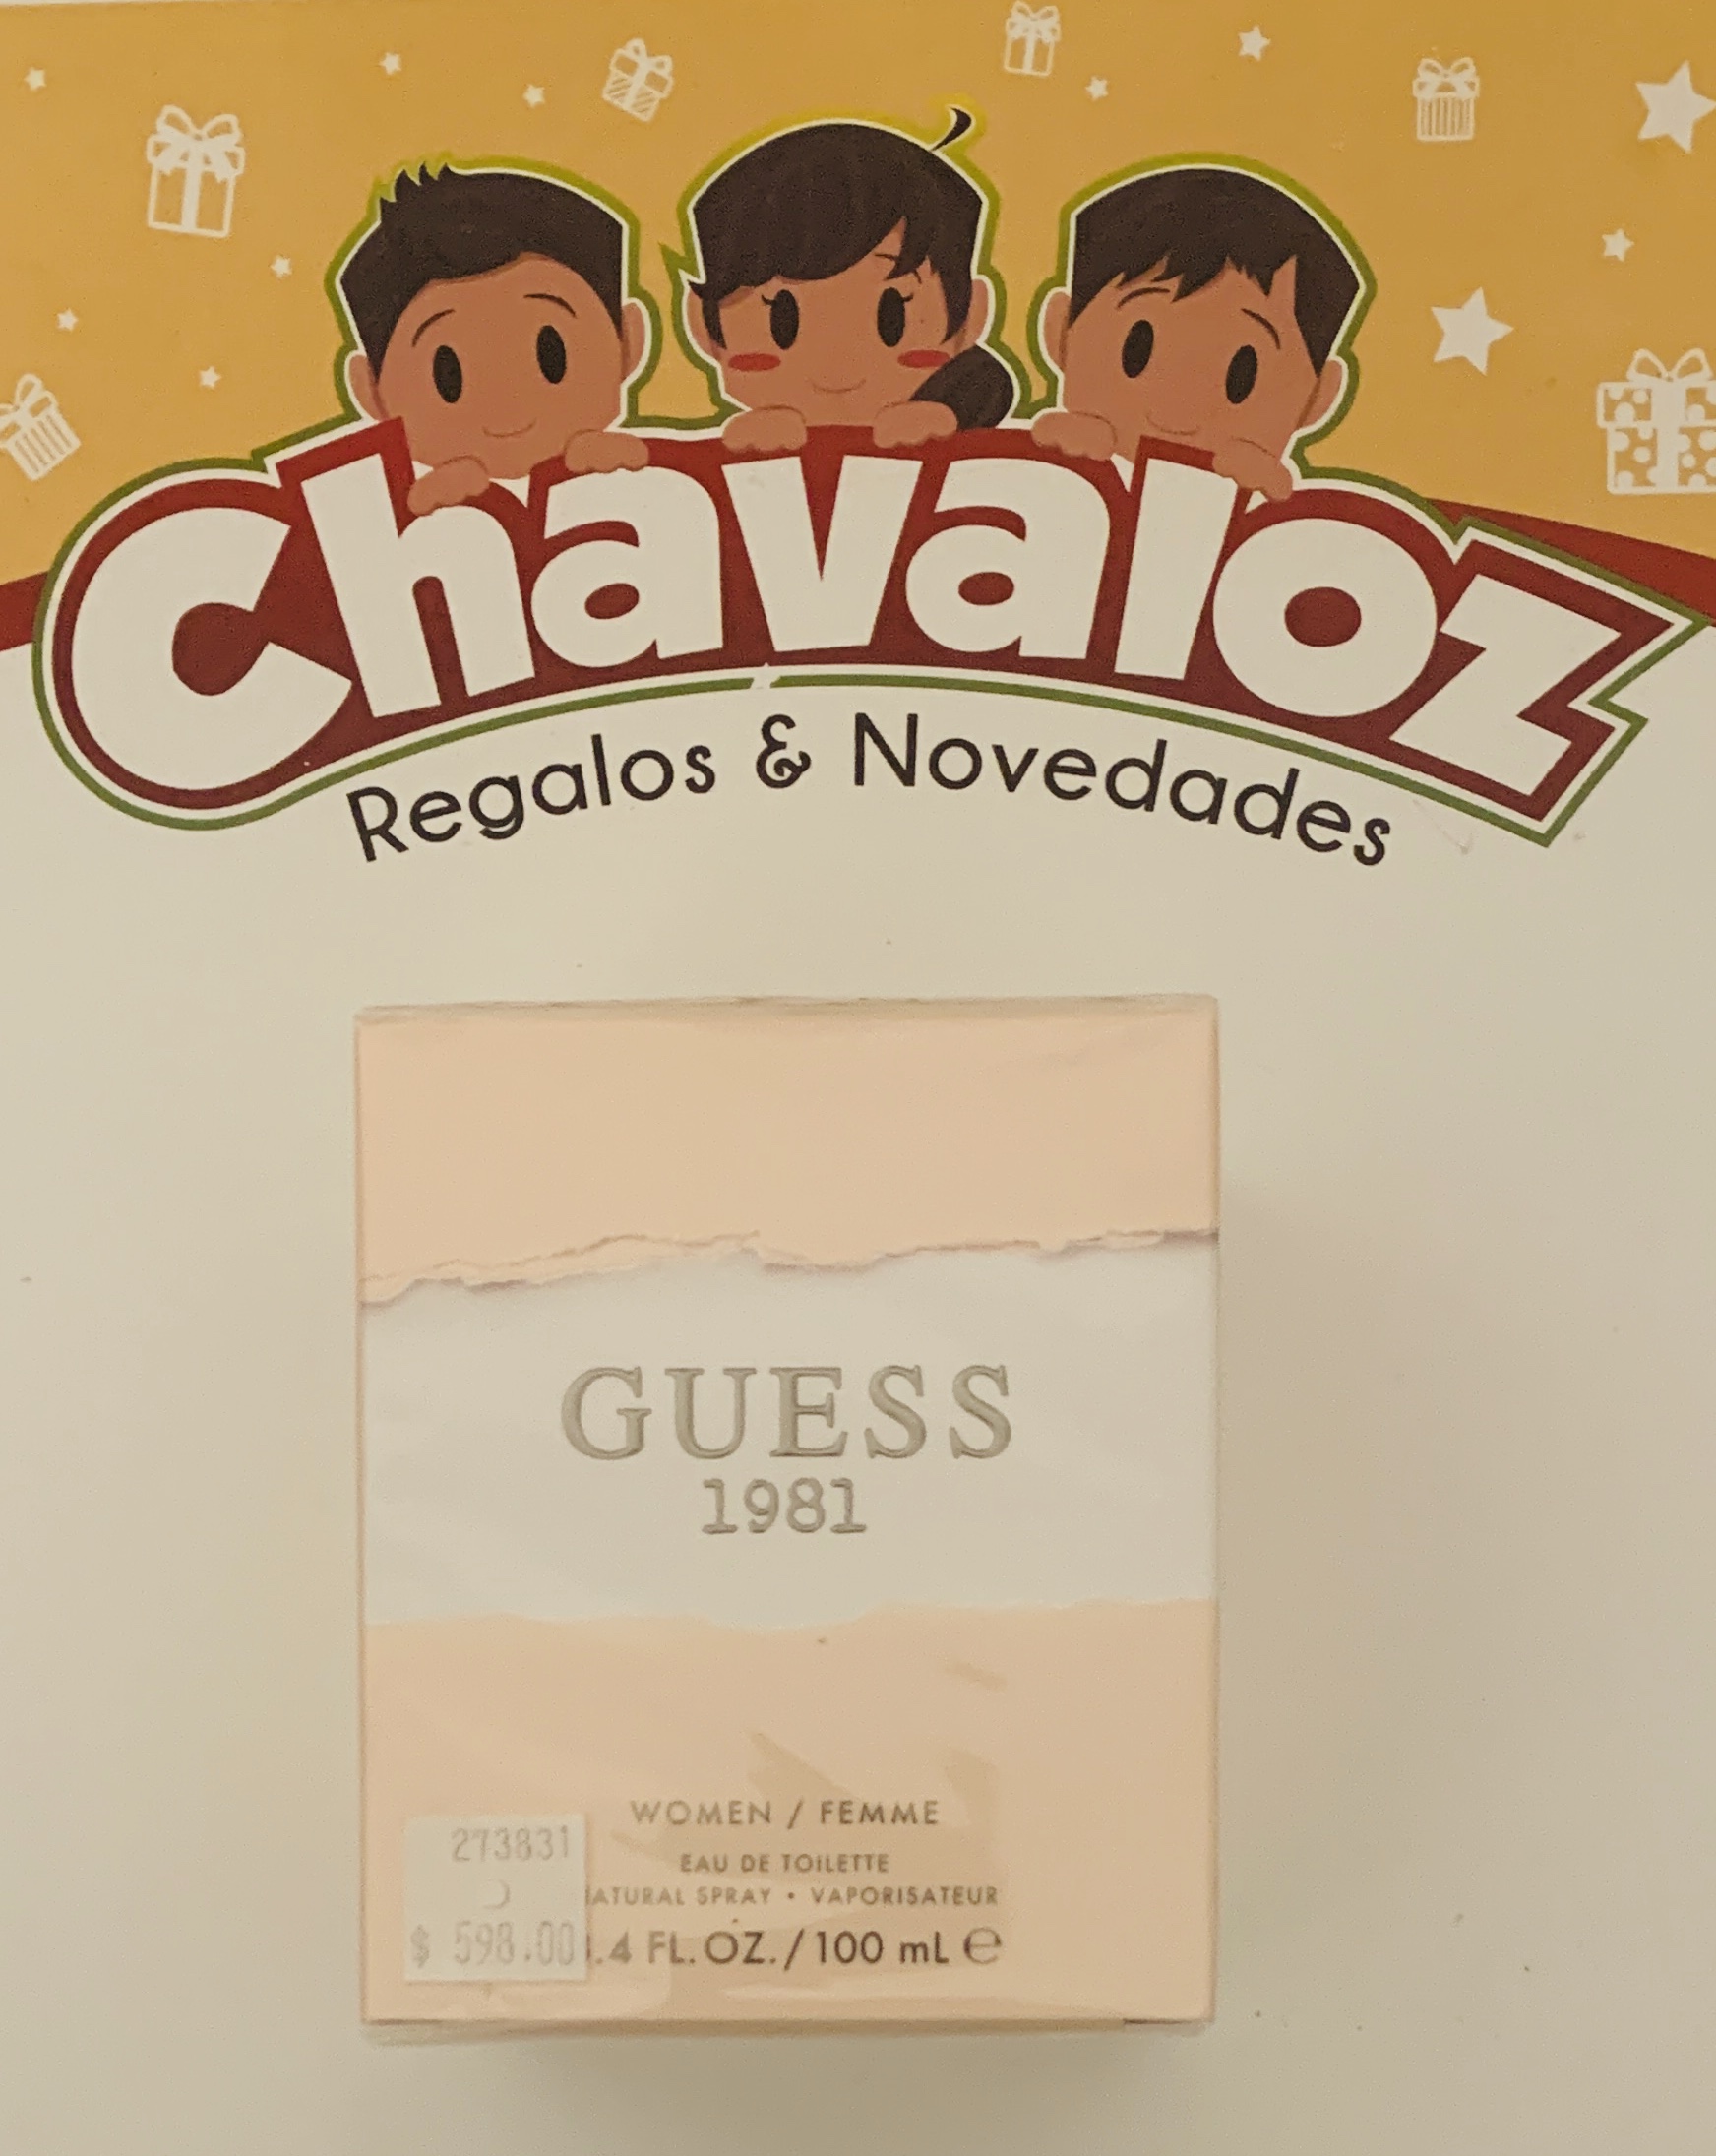 Chavaloz
Regalos & Novedades
GUESS
1981
WOMEN / FEMME
EAU DE TOILETTE
ATURAL SPRAY • VAPORISATEUR
.4 FL.OZ./100 mL ℮
273831
$ 598.00